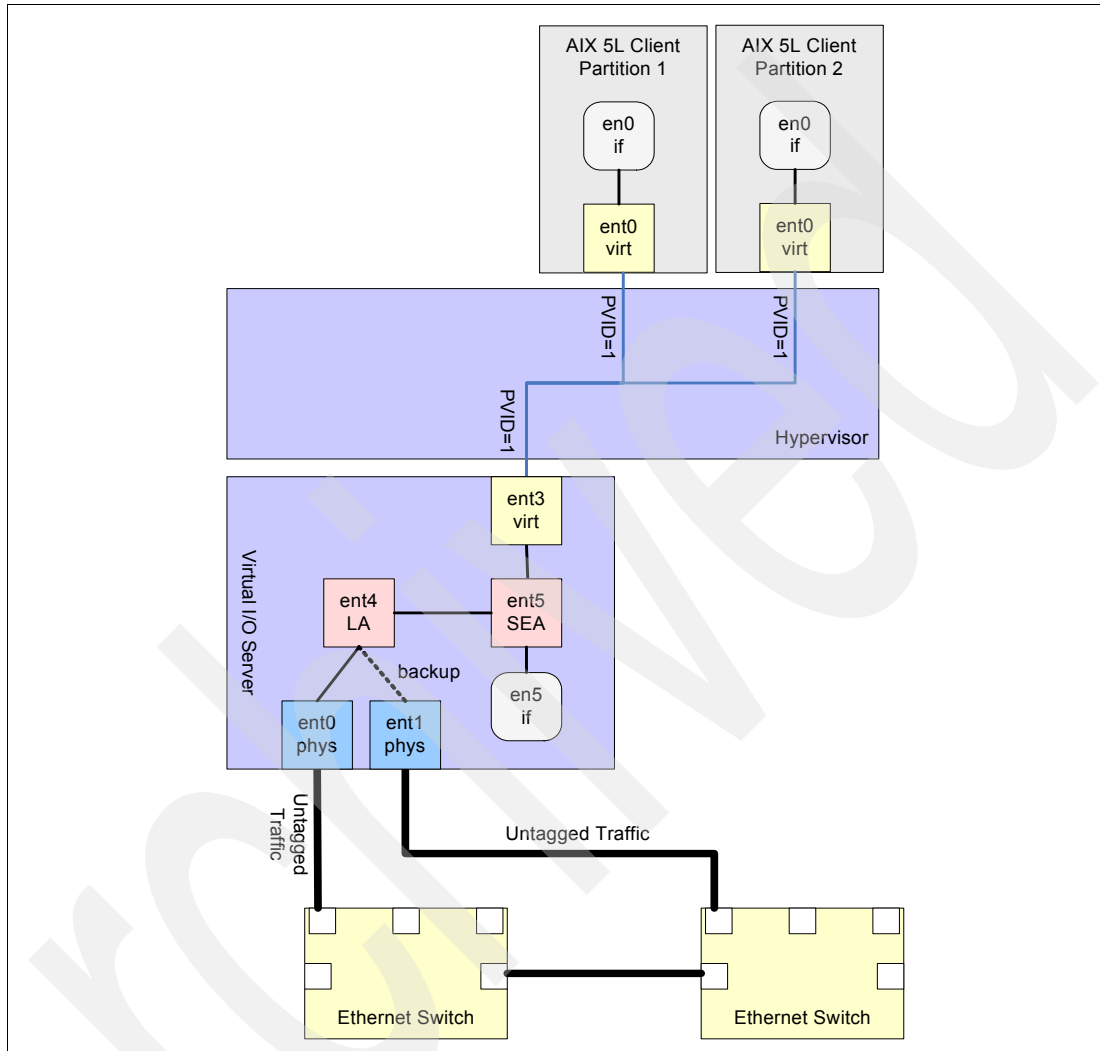 AIX 5L Client
Partition 1
AIX 5L Client
Partition 2
en0
if
en0
if
ent0
virt
ent0
virt
PVID=1
PVID=1
PVID=1
Hypervisor
ent3
virt
Virtual I/O Server
ent4
LA
ent5
SEA
backup
en5
if
ent0
phys
ent1
phys
Untagged
Traffic
Untagged Traffic
Ethernet Switch
Ethernet Switch